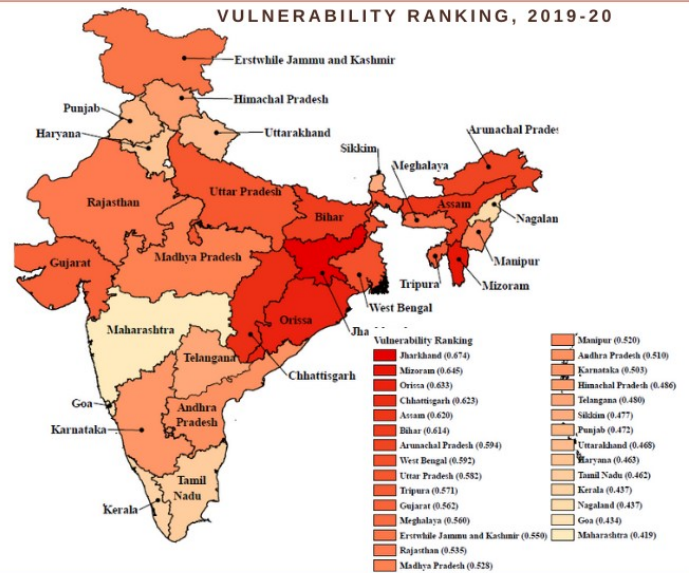 VULNERABILITY RANKING, 2019-20
Erstwhile Jammu and Kashmir
Himachal Pradesh
Punjab
Haryana
Uttarakhand
Arunachal Prades
Sikkim
Meghalaya
Uttar Pradesh
Rajasthan
Assam
Bihar
Nagalan
Madhya Pradesh
Gujarat
Manipur
Tripura
Mizoram
West Bengal
Orissa
Maharashtra
Jha
Telangana
Chhattisgarh
Goa
Andhra
Pradesh
Karnataka
Tamil
Nadu
Kerala
Vulnerability Ranking
Jharkhand (0.674)
Mizoram (0.645)
Orissa (0.633)
Chhattisgarh (0.623)
Assam (0.620)
Bihar (0.614)
Arunachal Pradesh (0.594)
West Bengal (0.592)
Uttar Pradesh (0.582)
Tripura (0.571)
Gujarat (0.562)
Meghalaya (0.560)
Erstwhile Jammu and Kashmir (0.550)
Rajasthan (0.535)
Madhya Pradesh (0.528)
Manipur (0.520)
Andhra Pradesh (0.510)
Karnataka (0.503)
Himachal Pradesh (0.486)
Telangana (0.480)
Sikkim (0.477)
Punjab (0.472)
Uttarakhand (0.468)
Haryana (0.463)
Tamil Nadu (0.462)
Kerala (0.437)
Nagaland (0.437)
Goa (0.434)
Maharashtra (0.419)